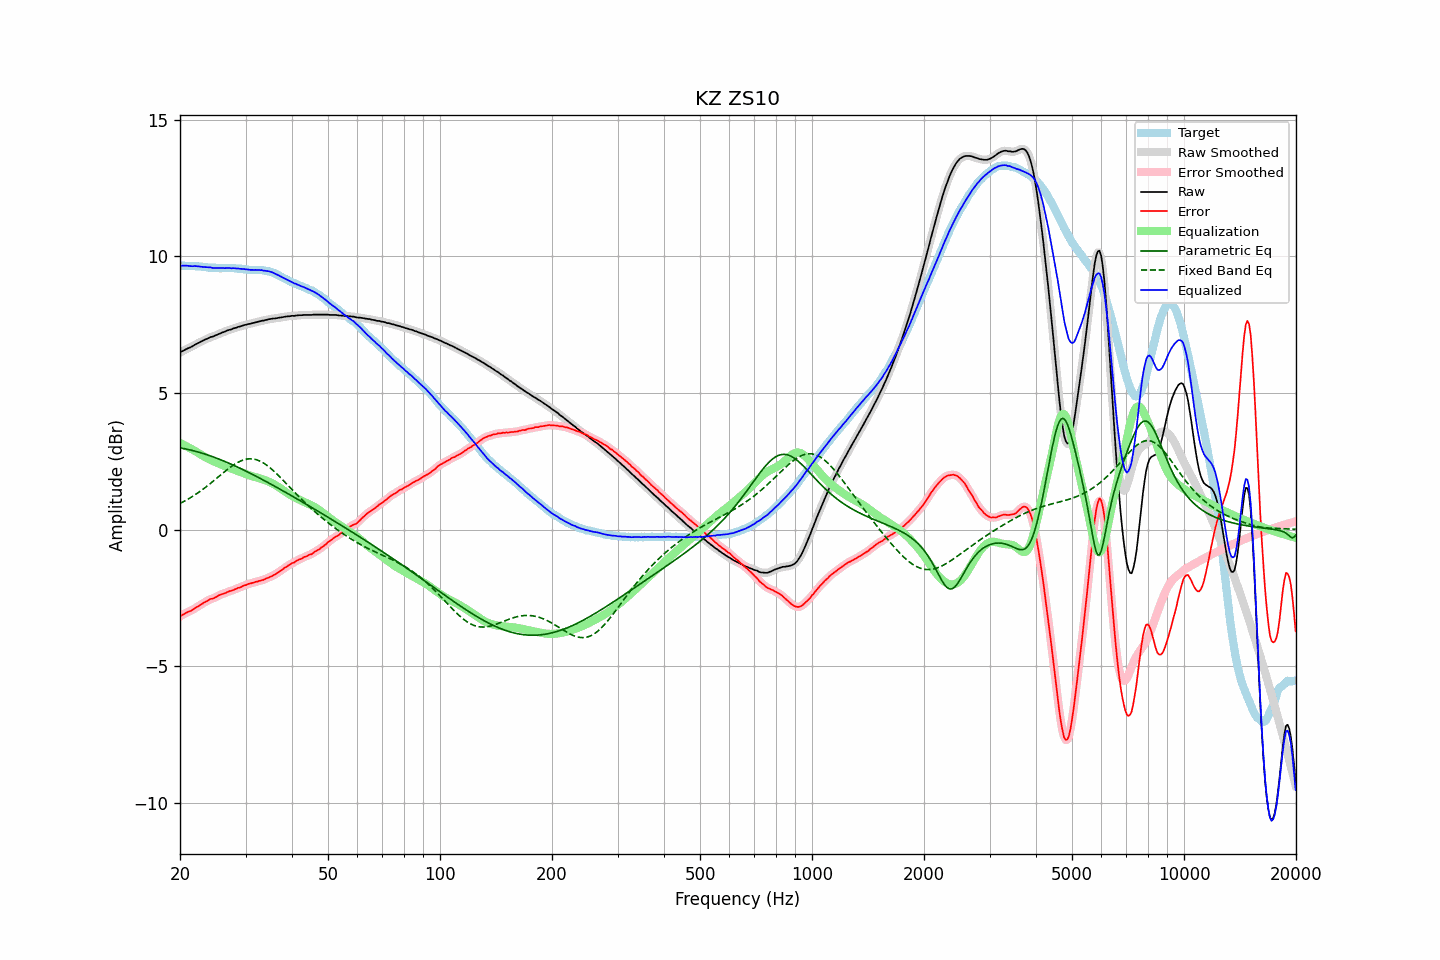 KZ ZS10
15
10
5
0
−5
−10
Amplitude (dBr)
20
50
100
200
500
1000
2000
5000
10000
20000
Frequency (Hz)
Target
Raw Smoothed
Error Smoothed
Raw
Error
Equalization
Parametric Eq
Fixed Band Eq
Equalized